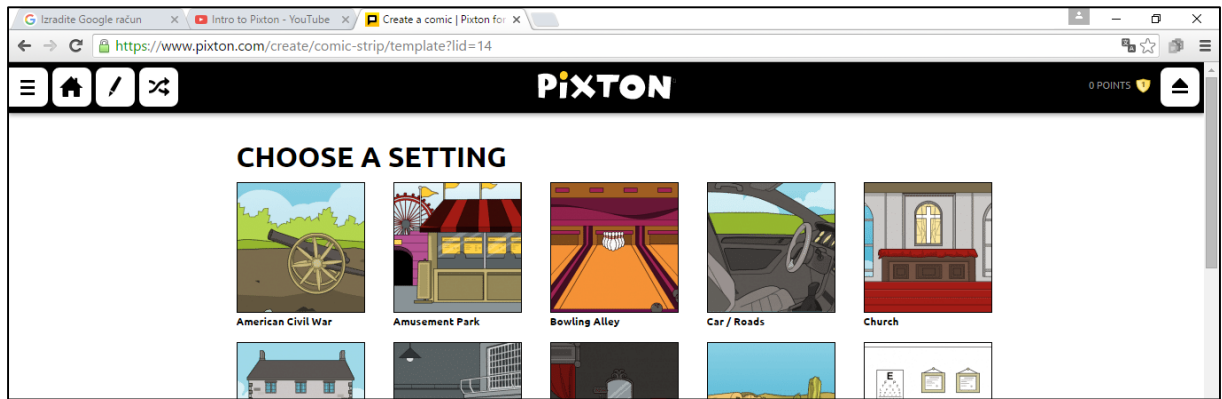 Izradite Google račun
Intro to Pixton - YouTube
Create a comic | Pixton for
https://www.pixton.com/create/comic-strip/template?lid=14
PiXTON
0 POINTS 1
CHOOSE A SETTING
American Civil War
Amusement Park
Bowling Alley
Car / Roads
Church
E